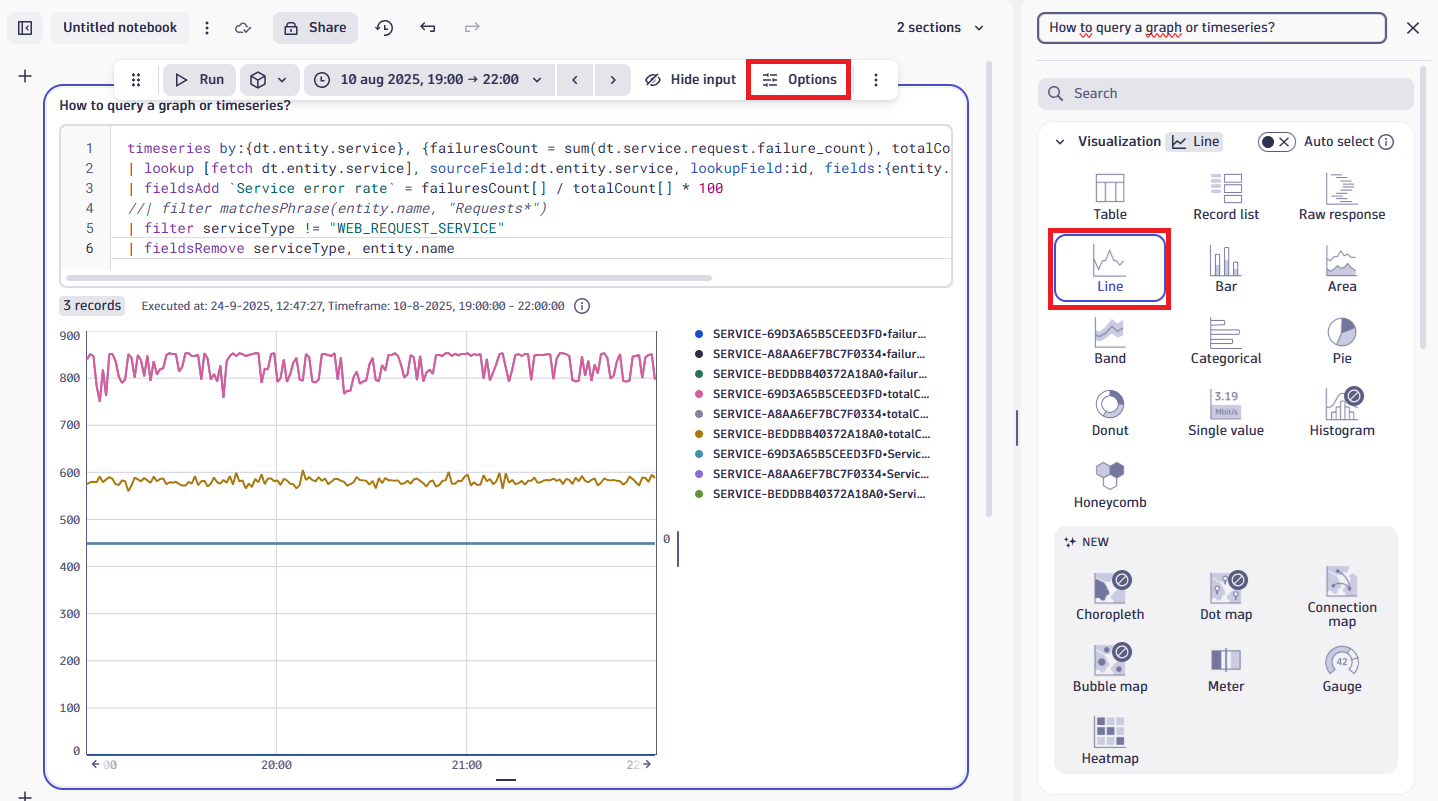 Untitled notebook
Share
2 sections
How to query a graph or timeseries?
Run
10 aug 2025, 19:00 → 22:00
Hide input
Options
How to query a graph or timeseries?
1 timeseries by:{dt.entity.service}, {failuresCount = sum(dt.service.request.failure_count), totalCo
2 | lookup [fetch dt.entity.service], sourceField:dt.entity.service, lookupField:id, fields:{entity.
3 | fieldsAdd `Service error rate` = failuresCount[] / totalCount[] * 100
4 //| filter matchesPhrase(entity.name, "Requests*")
5 | filter serviceType != "WEB_REQUEST_SERVICE"
6 | fieldsRemove serviceType, entity.name
3 records
Executed at: 24-9-2025, 12:47:27, Timeframe: 10-8-2025, 19:00:00 - 22:00:00
900
800
700
600
500
400
300
200
100
0
0
00
20:00
21:00
22
SERVICE-69D3A65B5CEED3FD•failur...
SERVICE-A8AA6EF7BC7F0334•failur...
SERVICE-BEDDBB40372A18A0•failur...
SERVICE-69D3A65B5CEED3FD•totalC...
SERVICE-A8AA6EF7BC7F0334•totalC...
SERVICE-BEDDBB40372A18A0•totalC...
SERVICE-69D3A65B5CEED3FD•Servic...
SERVICE-A8AA6EF7BC7F0334•Servic...
SERVICE-BEDDBB40372A18A0•Servi...
Search
Visualization
Line
Auto select
Table
Record list
Raw response
Line
Bar
Area
Band
Categorical
Pie
Donut
3.19
Mbit/s
Single value
Histogram
Honeycomb
NEW
Choropleth
Dot map
Connection
map
Bubble map
Meter
42
Gauge
Heatmap